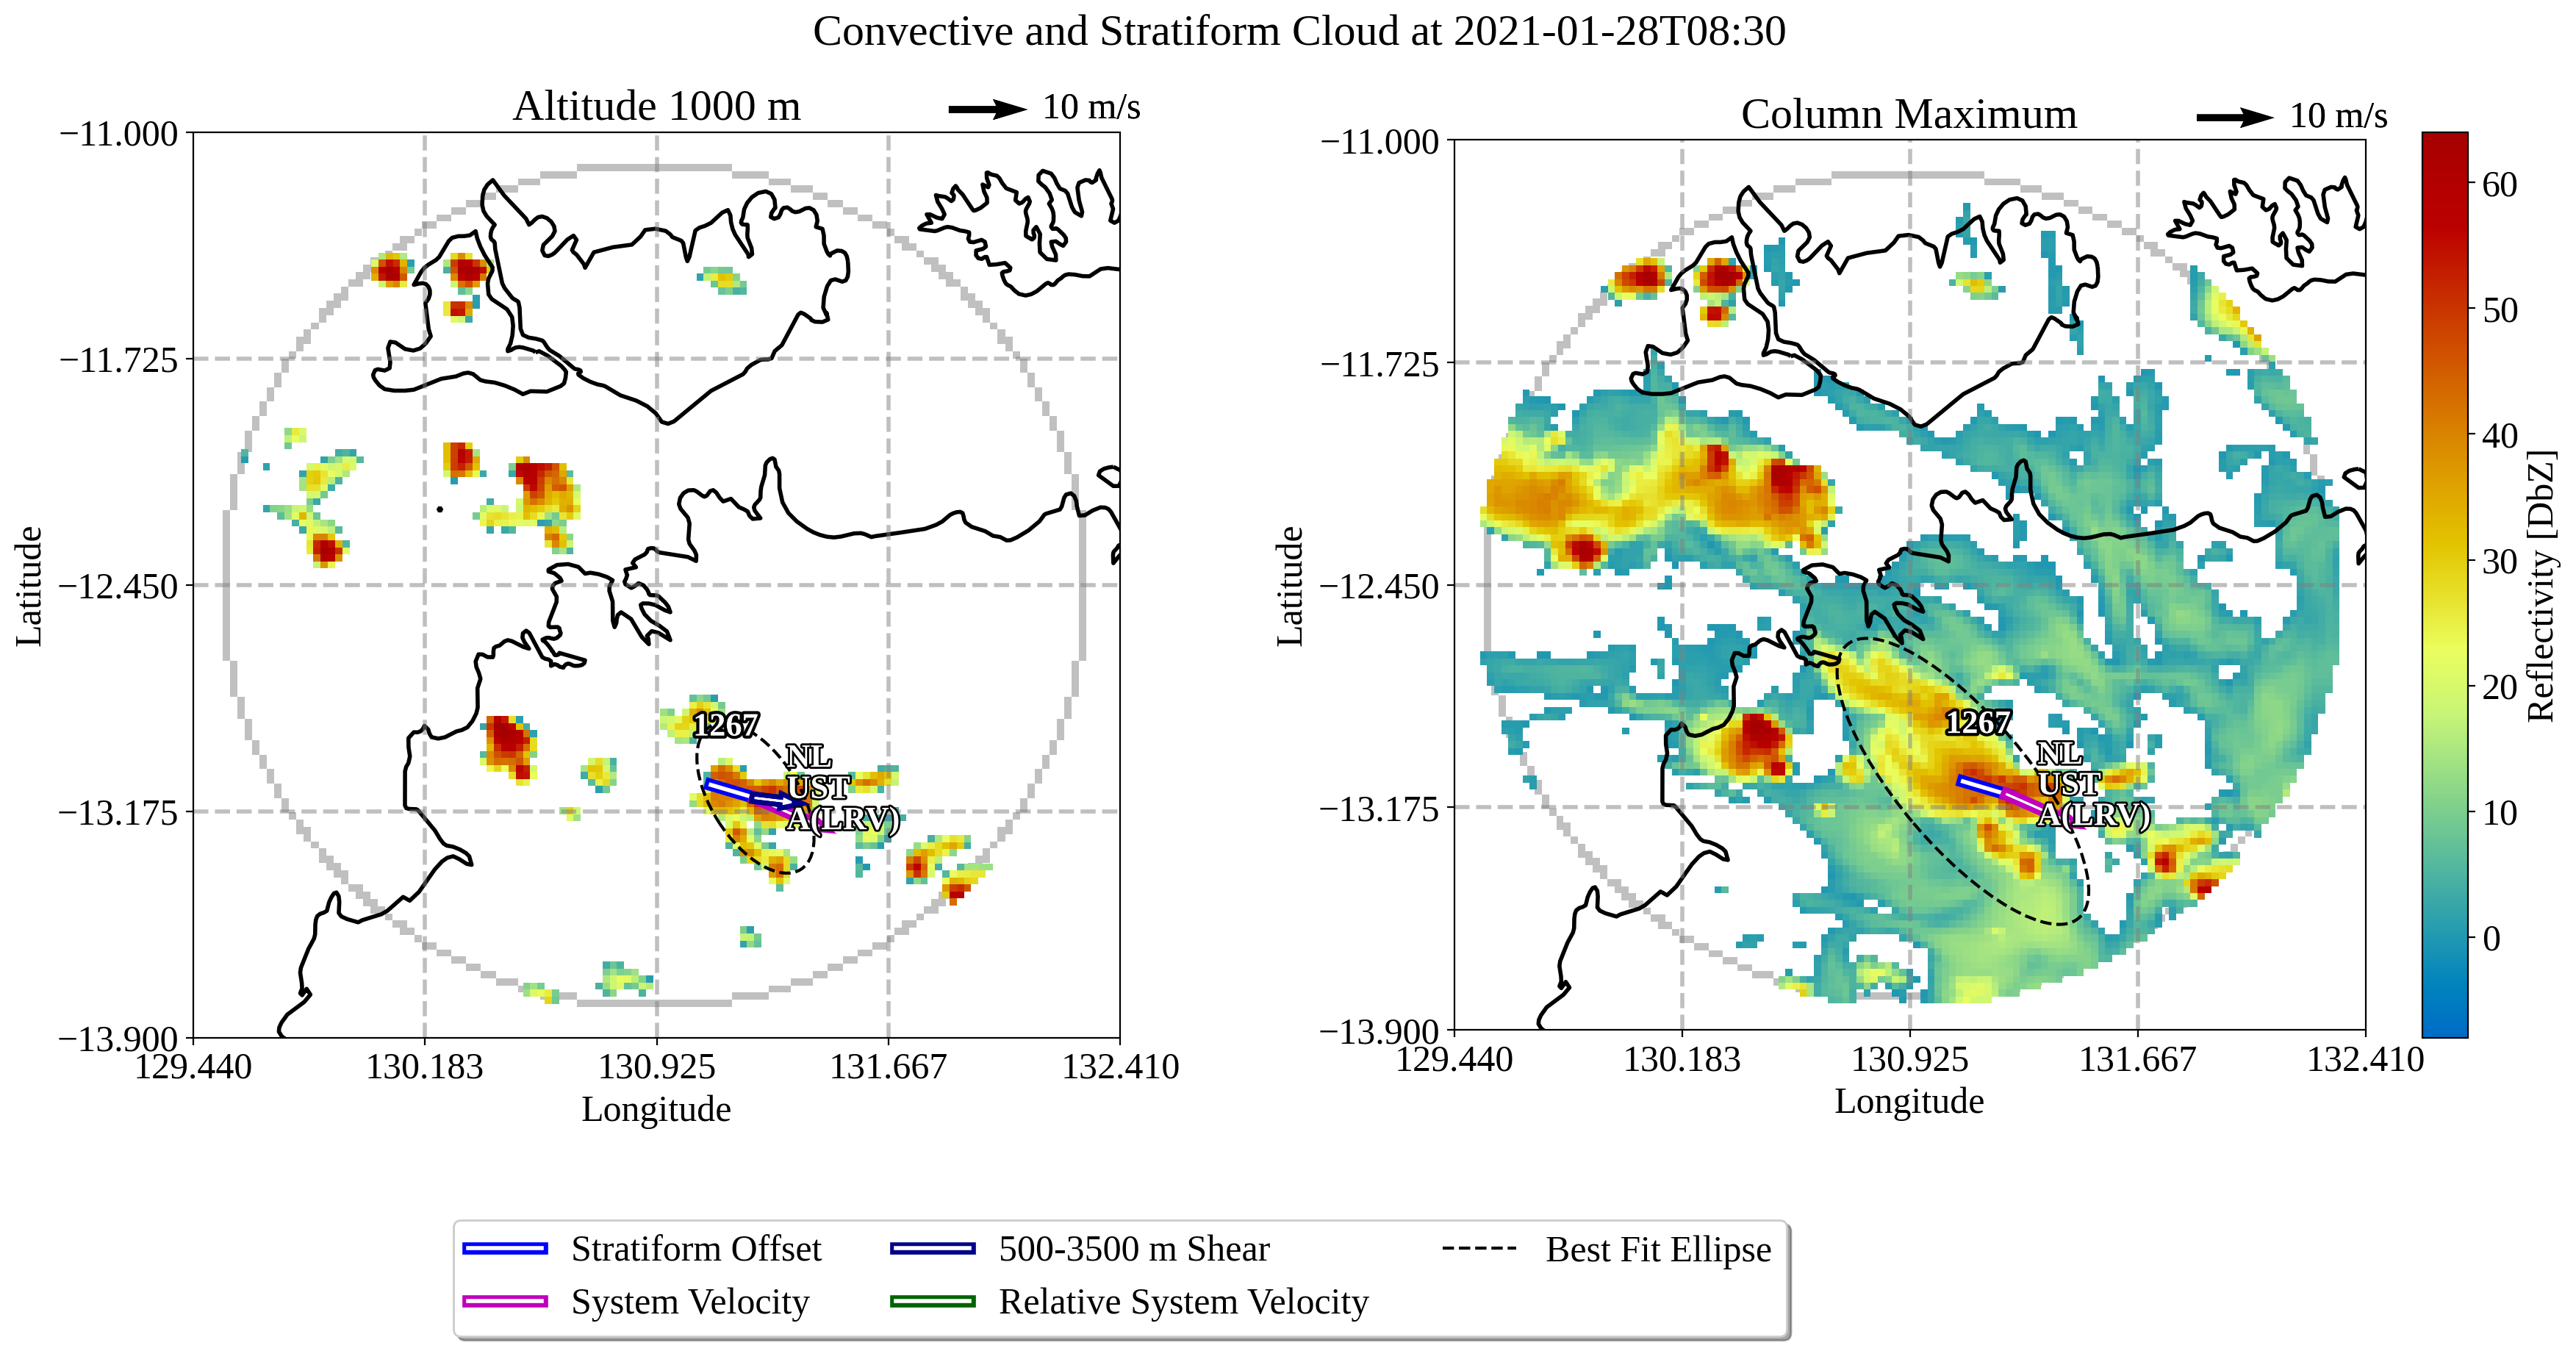 Convective and Stratiform Cloud at 2021-01-28T08:30
Altitude 1000 m
10 m/s
−11.000
−11.725
−12.450
−13.175
−13.900
Latitude
129.440
130.183
130.925
131.667
132.410
Longitude
1267
NL
UST
A(LRV)
Column Maximum
10 m/s
−11.000
−11.725
−12.450
−13.175
−13.900
Latitude
129.440
130.183
130.925
131.667
132.410
Longitude
1267
NL
UST
A(LRV)
60
50
40
30
20
10
0
Reflectivity [DbZ]
Stratiform Offset
System Velocity
500-3500 m Shear
Relative System Velocity
Best Fit Ellipse